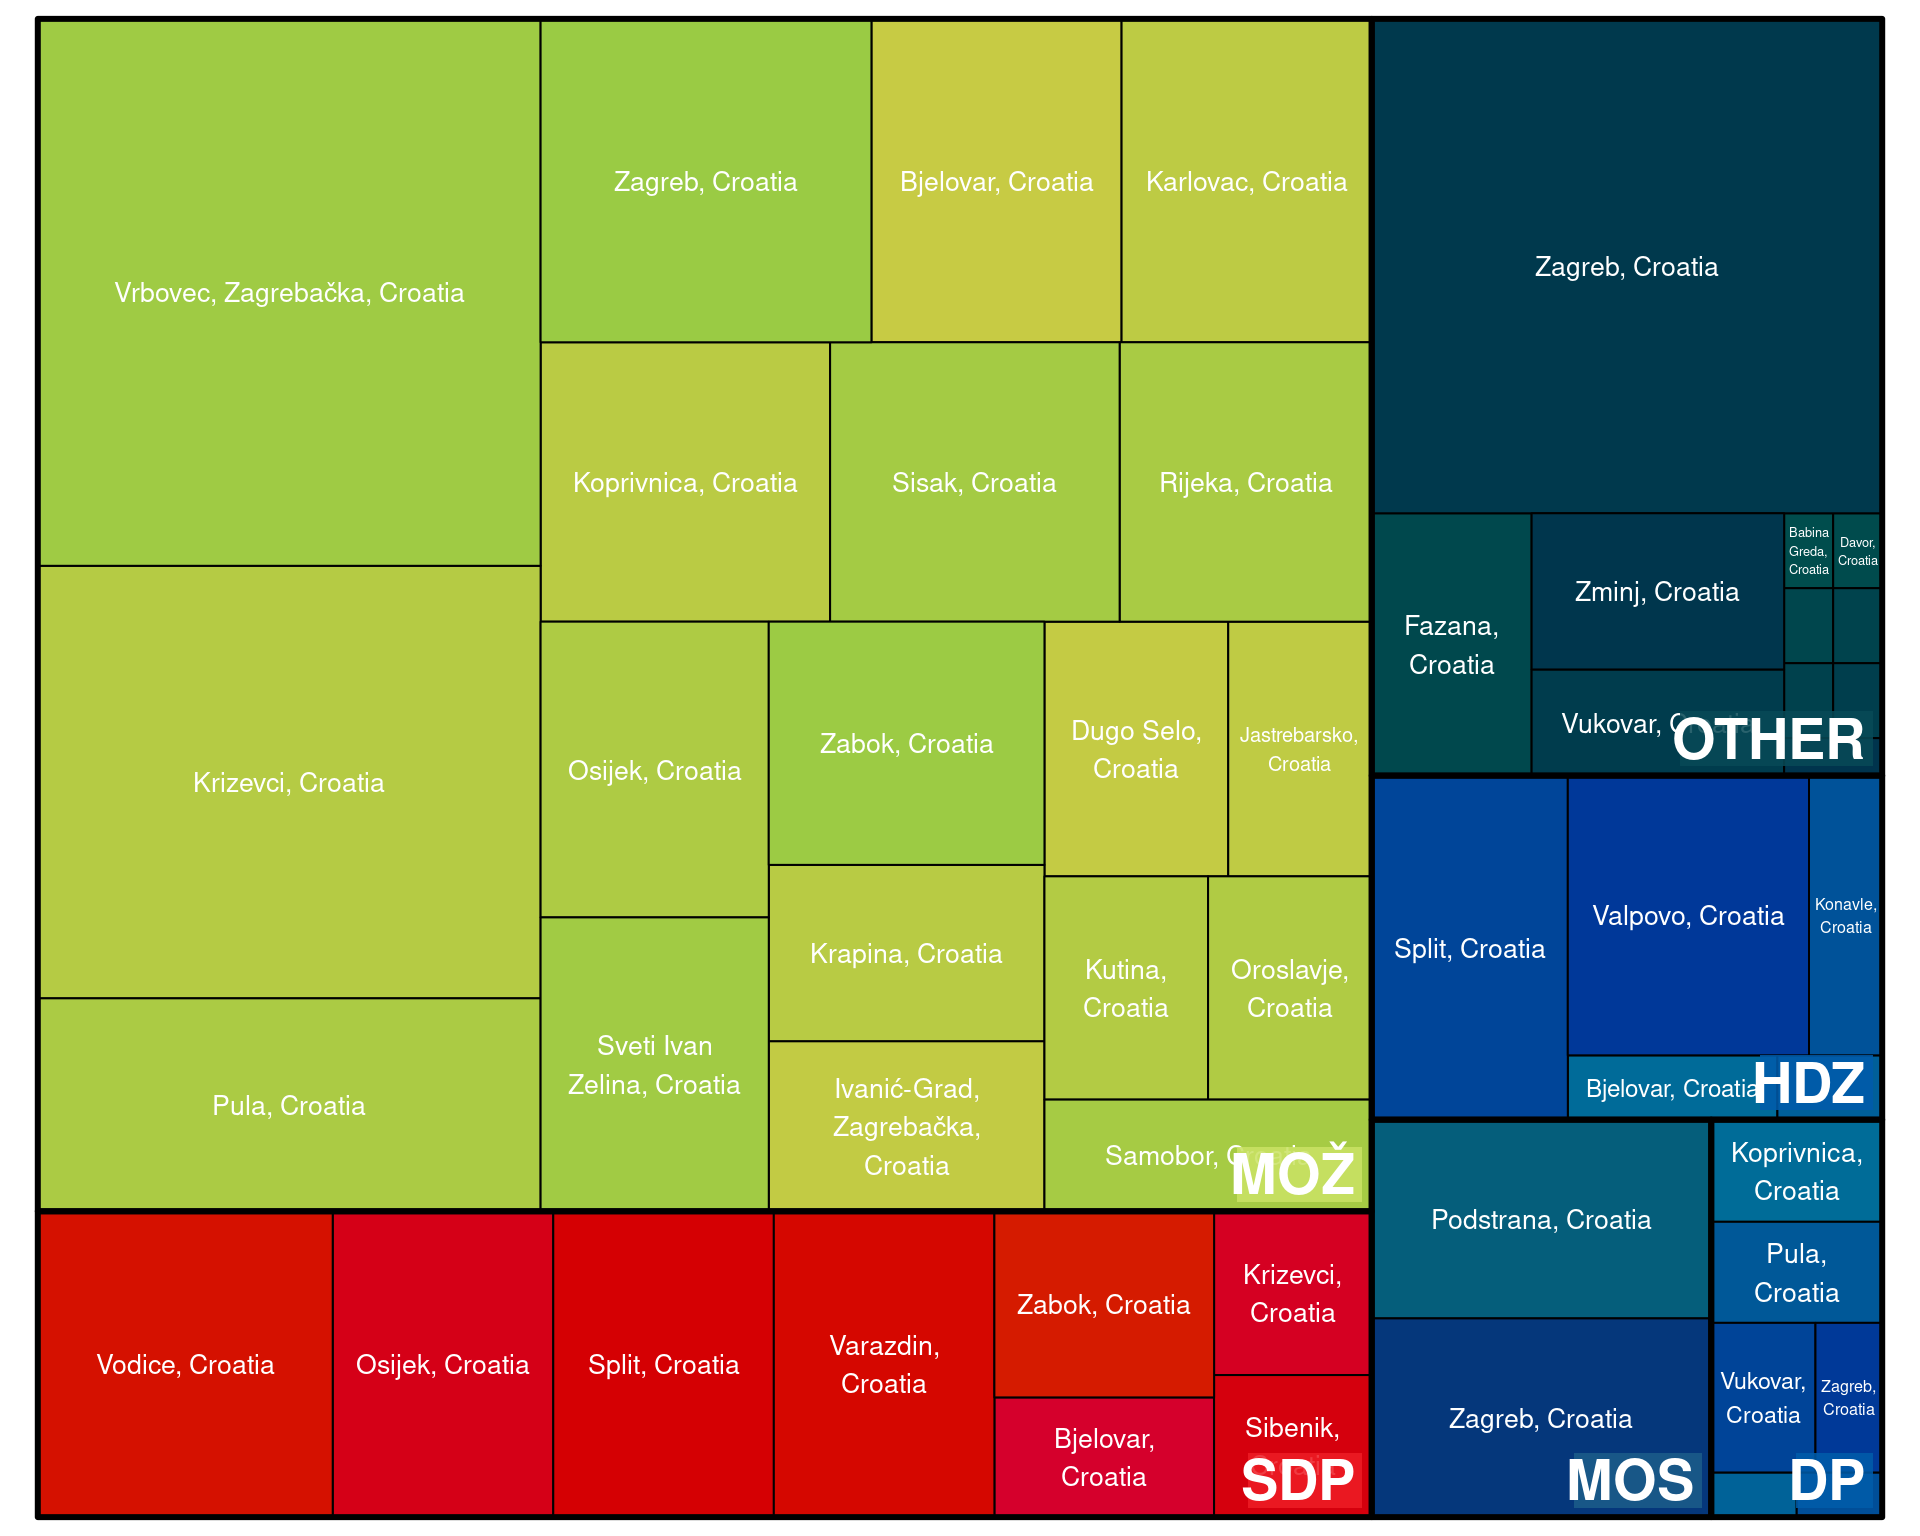 Vrbovec, Zagrebačka, Croatia
Zagreb, Croatia
Bjelovar, Croatia
Karlovac, Croatia
Koprivnica, Croatia
Sisak, Croatia
Rijeka, Croatia
Krizevci, Croatia
Pula, Croatia
Osijek, Croatia
Zabok, Croatia
Dugo Selo,
Croatia
Jastrebarsko,
Croatia
Krapina, Croatia
Sveti Ivan
Zelina, Croatia
Ivanić-Grad,
Zagrebačka,
Croatia
Kutina,
Croatia
Oroslavje,
Croatia
Samobor, Croatia
MOŽ
Vodice, Croatia
Osijek, Croatia
Split, Croatia
Varazdin,
Croatia
Zabok, Croatia
Bjelovar,
Croatia
Krizevci,
Croatia
Sibenik,
Croatia
SDP
Zagreb, Croatia
Fazana,
Croatia
Zminj, Croatia
Vukovar, Croatia
Babina
Greda,
Croatia
Davor,
Croatia
OTHER
Split, Croatia
Valpovo, Croatia
Konavle,
Croatia
Bjelovar, Croatia
HDZ
Podstrana, Croatia
Zagreb, Croatia
MOS
Koprivnica,
Croatia
Pula,
Croatia
Vukovar,
Croatia
Zagreb,
Croatia
DP